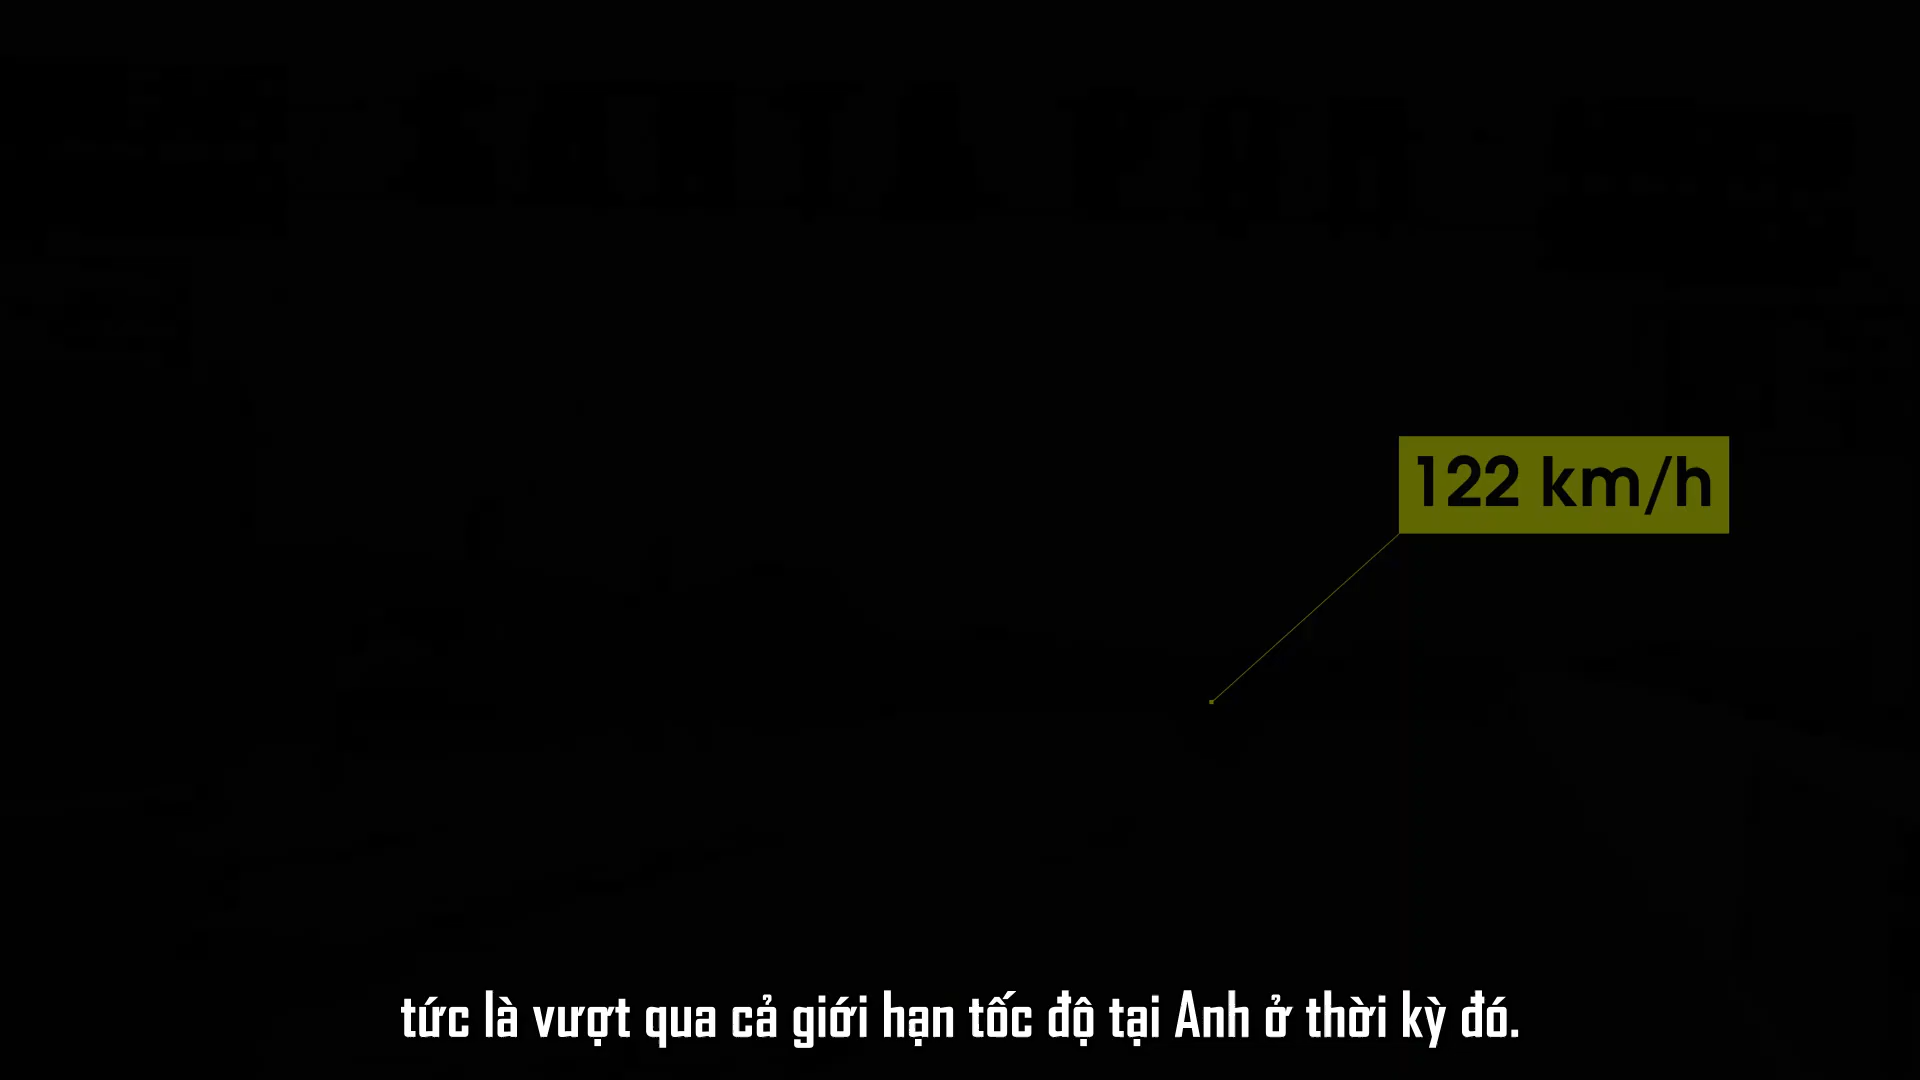 122 km/h
tức là vượt qua cả giới hạn tốc độ tại Anh ở thời kỳ đó.